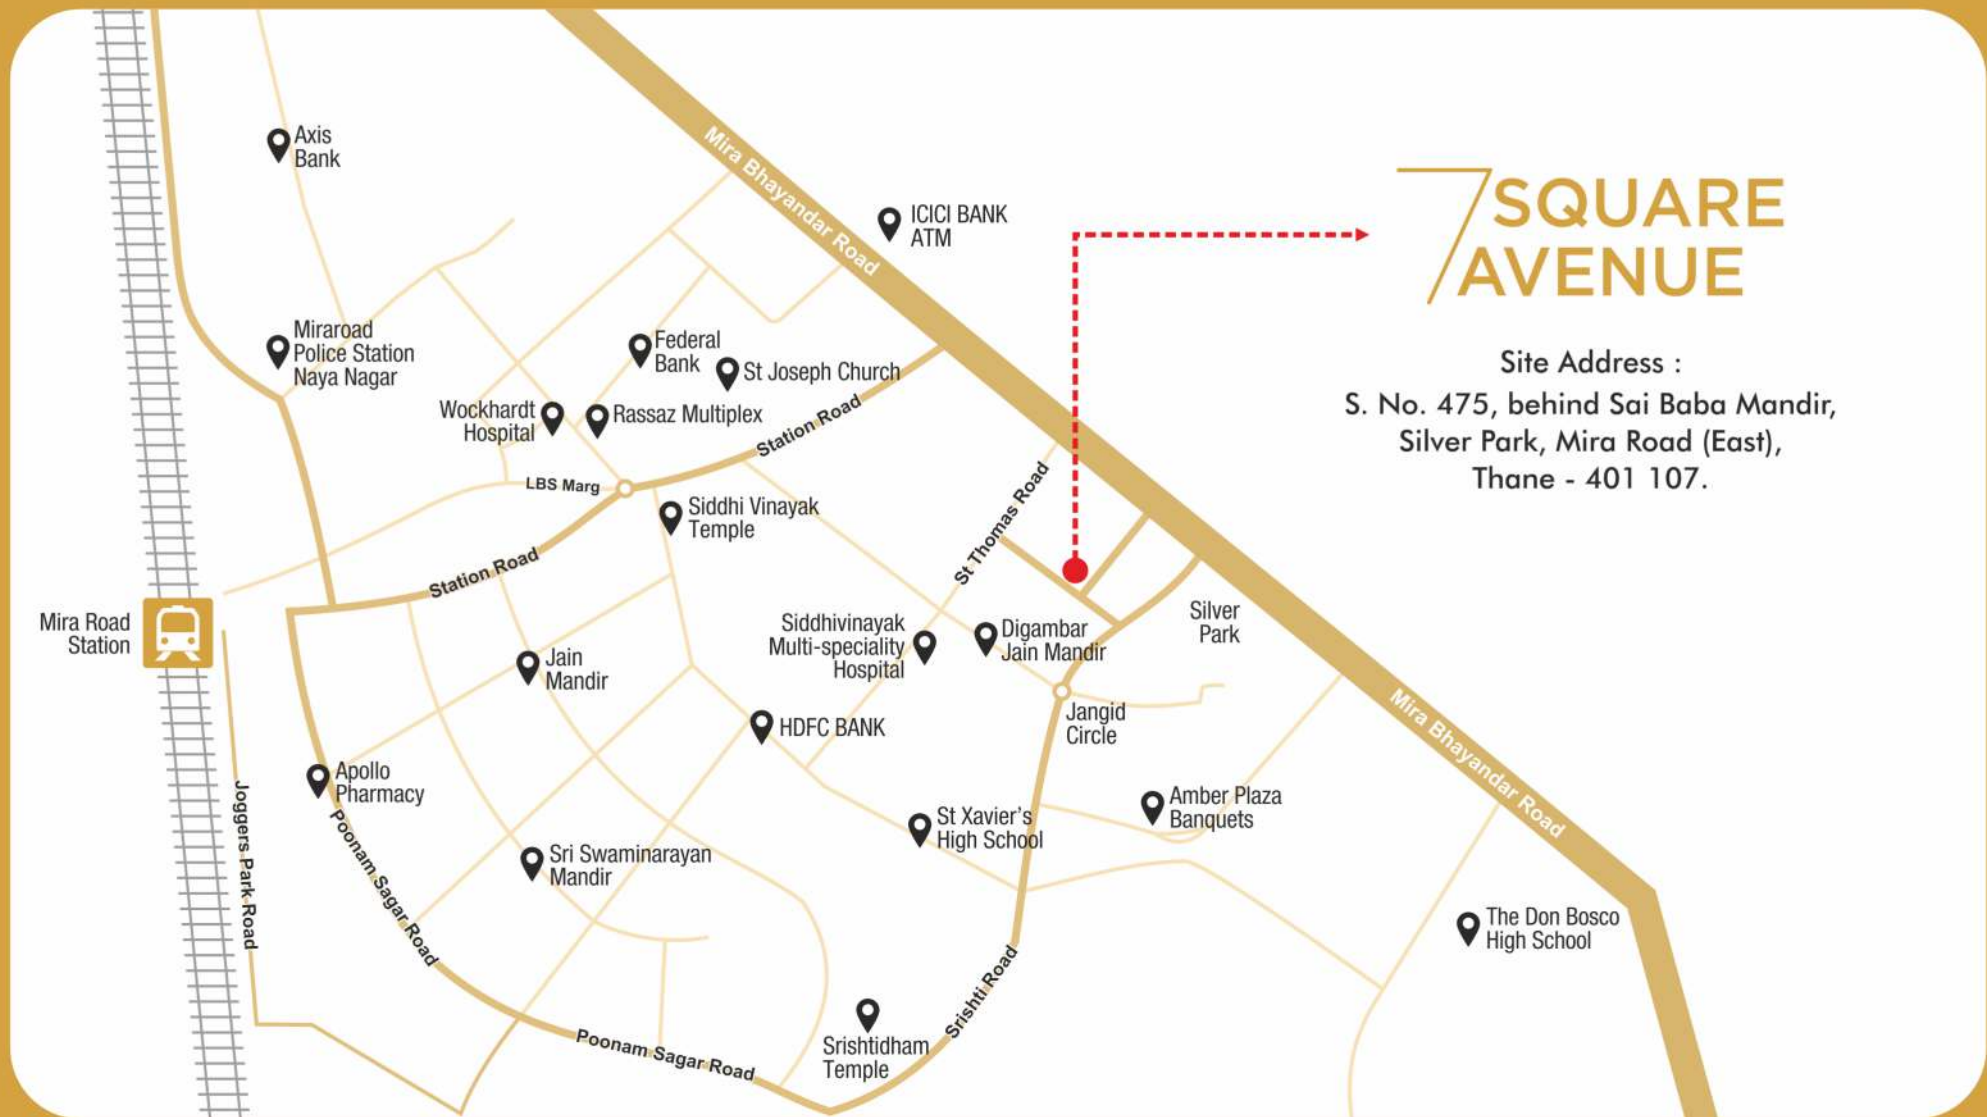 Axis
Bank
Mira Bhayandar Road
ICICI BANK
ATM
7 SQUARE
AVENUE
Site Address :
S. No. 475, behind Sai Baba Mandir,
Silver Park, Mira Road (East),
Thane - 401 107.
Miraroad
Police Station
Naya Nagar
Federal
Bank
St Joseph Church
Wockhardt
Hospital
Rassaz Multiplex
Station Road
LBS Marg
Siddhi Vinayak
Temple
St Thomas Road
Station Road
Mira Road
Station
Siddhivinayak
Multi-speciality
Hospital
Digambar
Jain Mandir
Silver
Park
Jain
Mandir
HDFC BANK
Jangid
Circle
Mira Bhayandar Road
Apollo
Pharmacy
Joggers Park Road
Poonam Sagar Road
Amber Plaza
Banquets
St Xavier's
High School
Sri Swaminarayan
Mandir
The Don Bosco
High School
Srishti Road
Poonam Sagar Road
Srishtidham
Temple